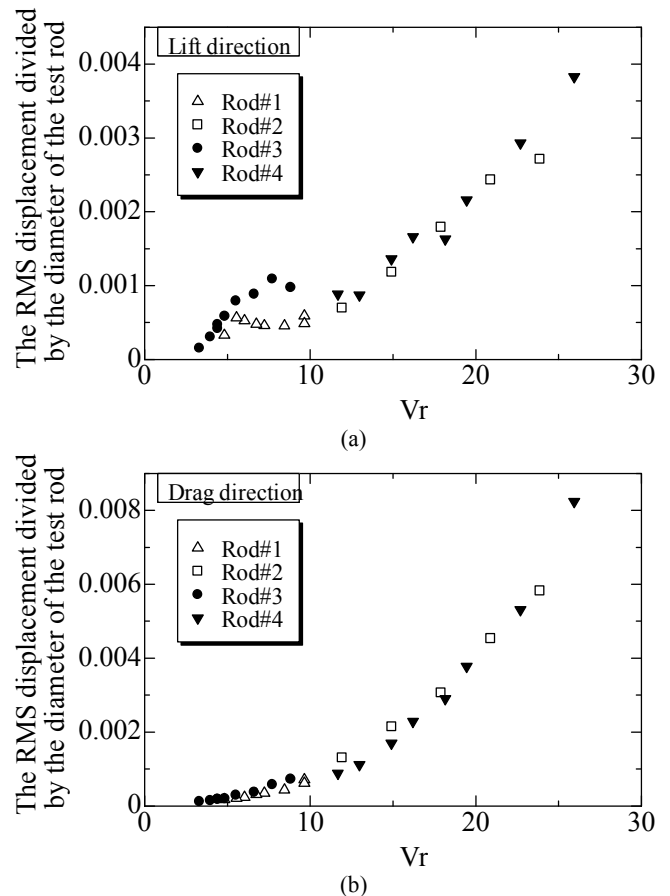 Lift direction
The RMS displacement divided
by the diameter of the test rod
0.004
0.003
0.002
0.001
0
Rod#1
Rod#2
Rod#3
Rod#4
0 10 20 30
Vr
(a)
Drag direction
The RMS displacement divided
by the diameter of the test rod
0.008
0.006
0.004
0.002
0
Rod#1
Rod#2
Rod#3
Rod#4
0 10 20 30
Vr
(b)